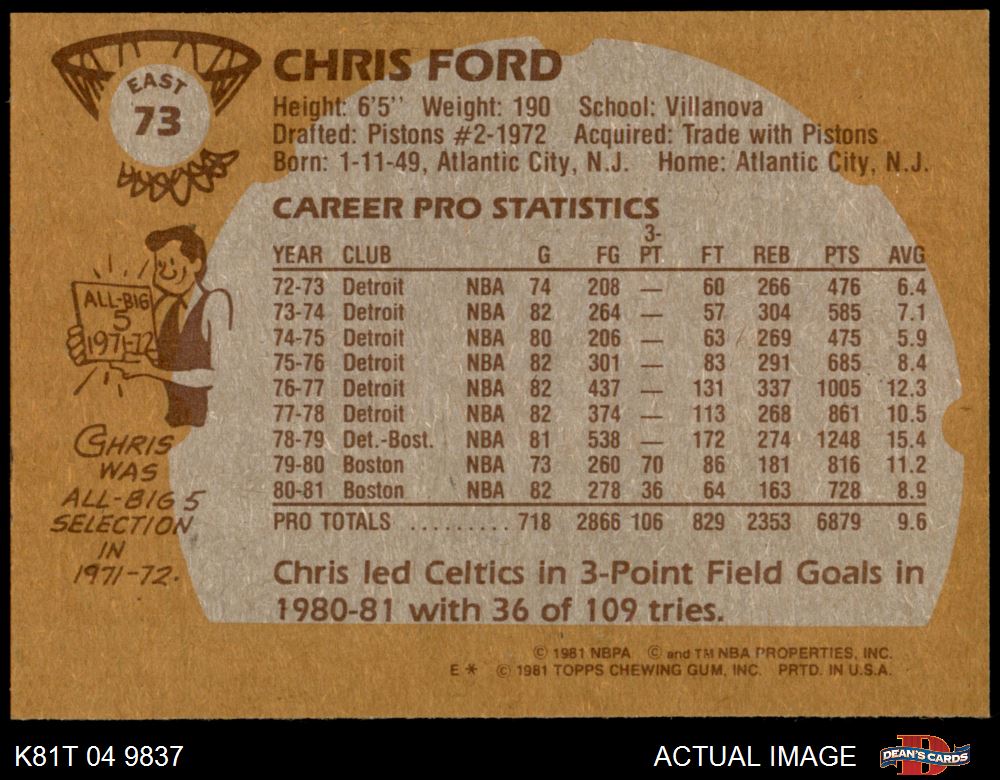 EAST
73
CHRIS FORD
Height: 6'5'' Weight: 190 School: Villanova
Drafted: Pistons #2-1972 Acquired: Trade with Pistons
Born: 1-11-49, Atlantic City, N.J. Home: Atlantic City, N.J.
CAREER PRO STATISTICS
YEAR CLUB G FG 3-PT. FT REB PTS AVG
72-73 Detroit NBA 74 208 — 60 266 476 6.4
73-74 Detroit NBA 82 264 — 57 304 585 7.1
74-75 Detroit NBA 80 206 — 63 269 475 5.9
75-76 Detroit NBA 82 301 — 83 291 685 8.4
76-77 Detroit NBA 82 437 — 131 337 1005 12.3
77-78 Detroit NBA 82 374 — 113 268 861 10.5
78-79 Det.-Bost. NBA 81 538 — 172 274 1248 15.4
79-80 Boston NBA 73 260 70 86 181 816 11.2
80-81 Boston NBA 82 278 36 64 163 728 8.9
PRO TOTALS .......... 718 2866 106 829 2353 6879 9.6
Chris led Celtics in 3-Point Field Goals in
1980-81 with 36 of 109 tries.
ALL-BIG
5
1971-72
CHRIS
WAS
ALL-BIG 5
SELECTION
IN
1971-72.
© 1981 NBPA © and TM NBA PROPERTIES, INC.
E * © 1981 TOPPS CHEWING GUM, INC. PRTD. IN U.S.A.
K81T 04 9837 ACTUAL IMAGE
DEAN'S CARDS